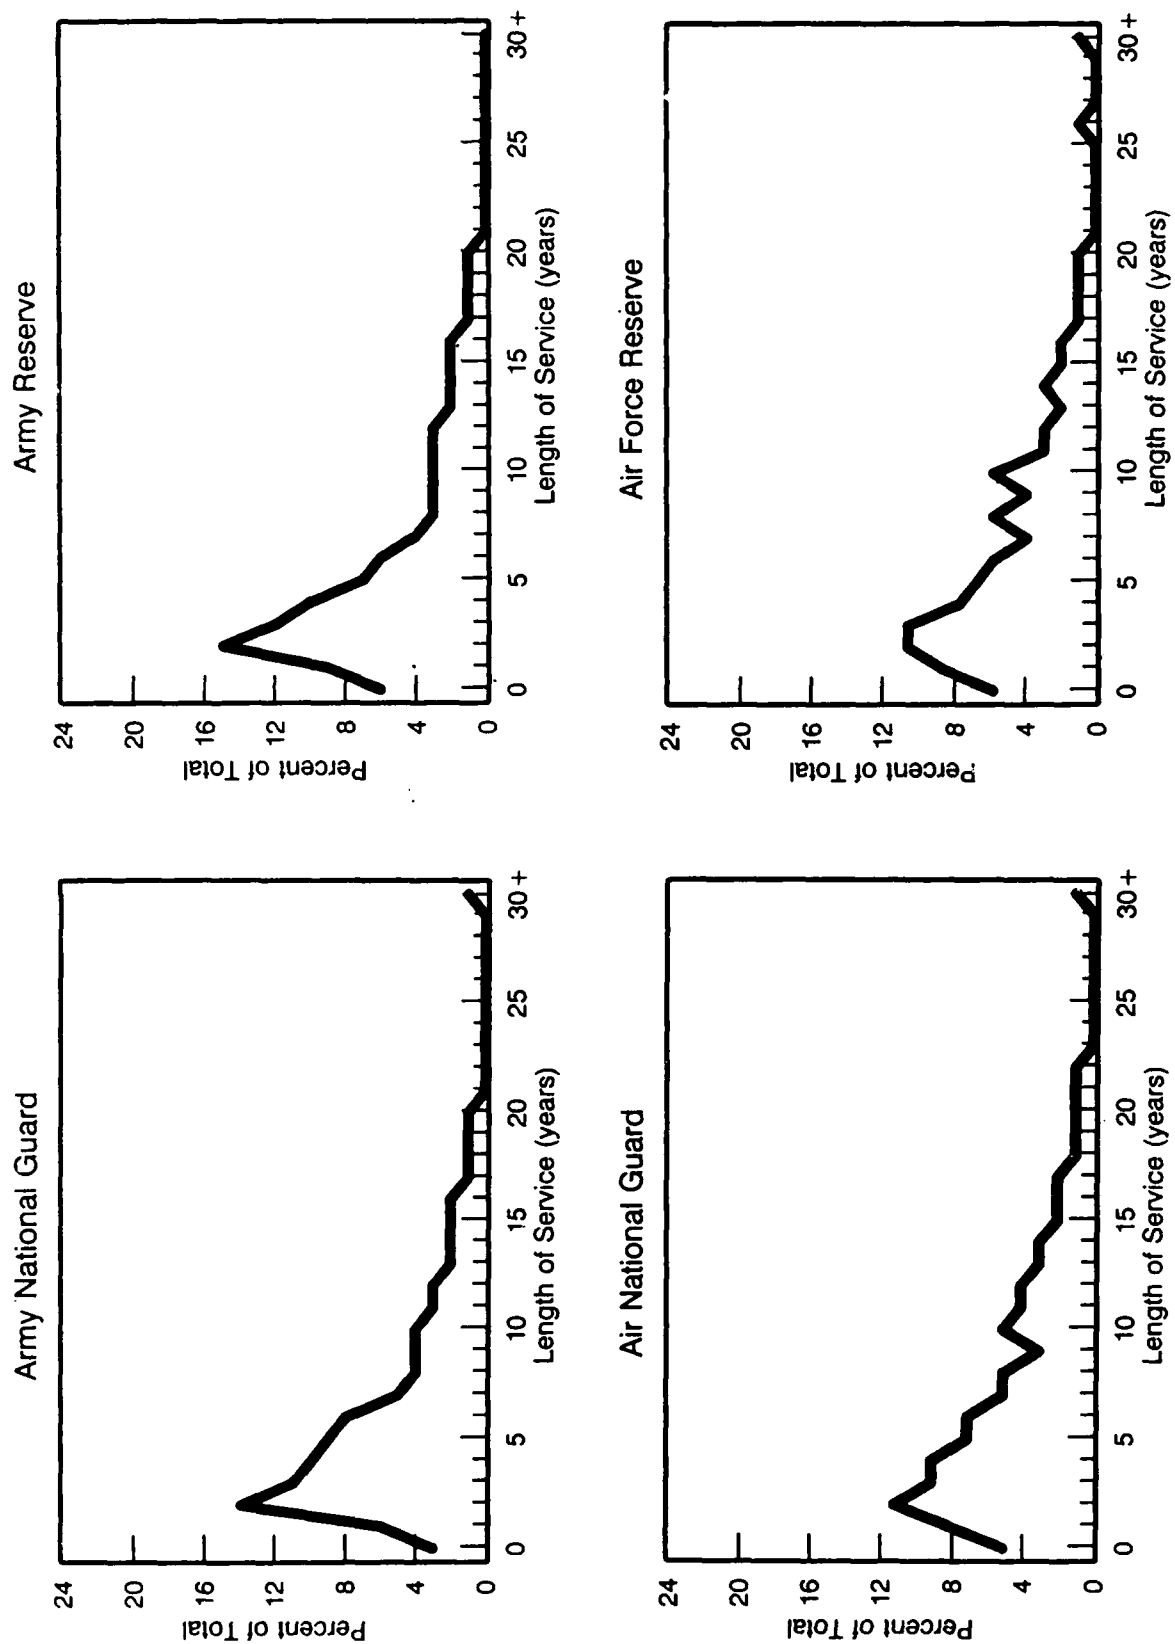 Army National Guard
24
20
16
12
8
4
0
Percent of Total
0 5 10 15 20 25 30+
Length of Service (years)
Army Reserve
24
20
16
12
8
4
0
Percent of Total
0 5 10 15 20 25 30+
Length of Service (years)
Air National Guard
24
20
16
12
8
4
0
Percent of Total
0 5 10 15 20 25 30+
Length of Service (years)
Air Force Reserve
24
20
16
12
8
4
0
Percent of Total
0 5 10 15 20 25 30+
Length of Service (years)